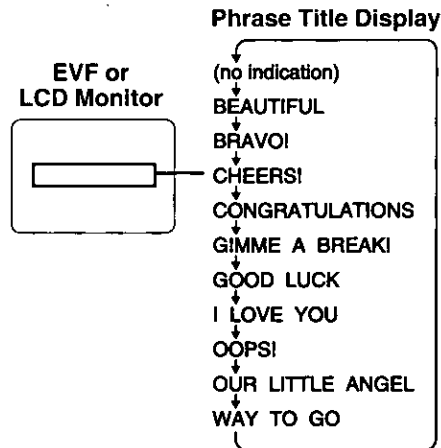 Phrase Title Display
EVF or
LCD Monitor
(no indication)
BEAUTIFUL
BRAVO!
CHEERS!
CONGRATULATIONS
GIMME A BREAK!
GOOD LUCK
I LOVE YOU
OOPS!
OUR LITTLE ANGEL
WAY TO GO